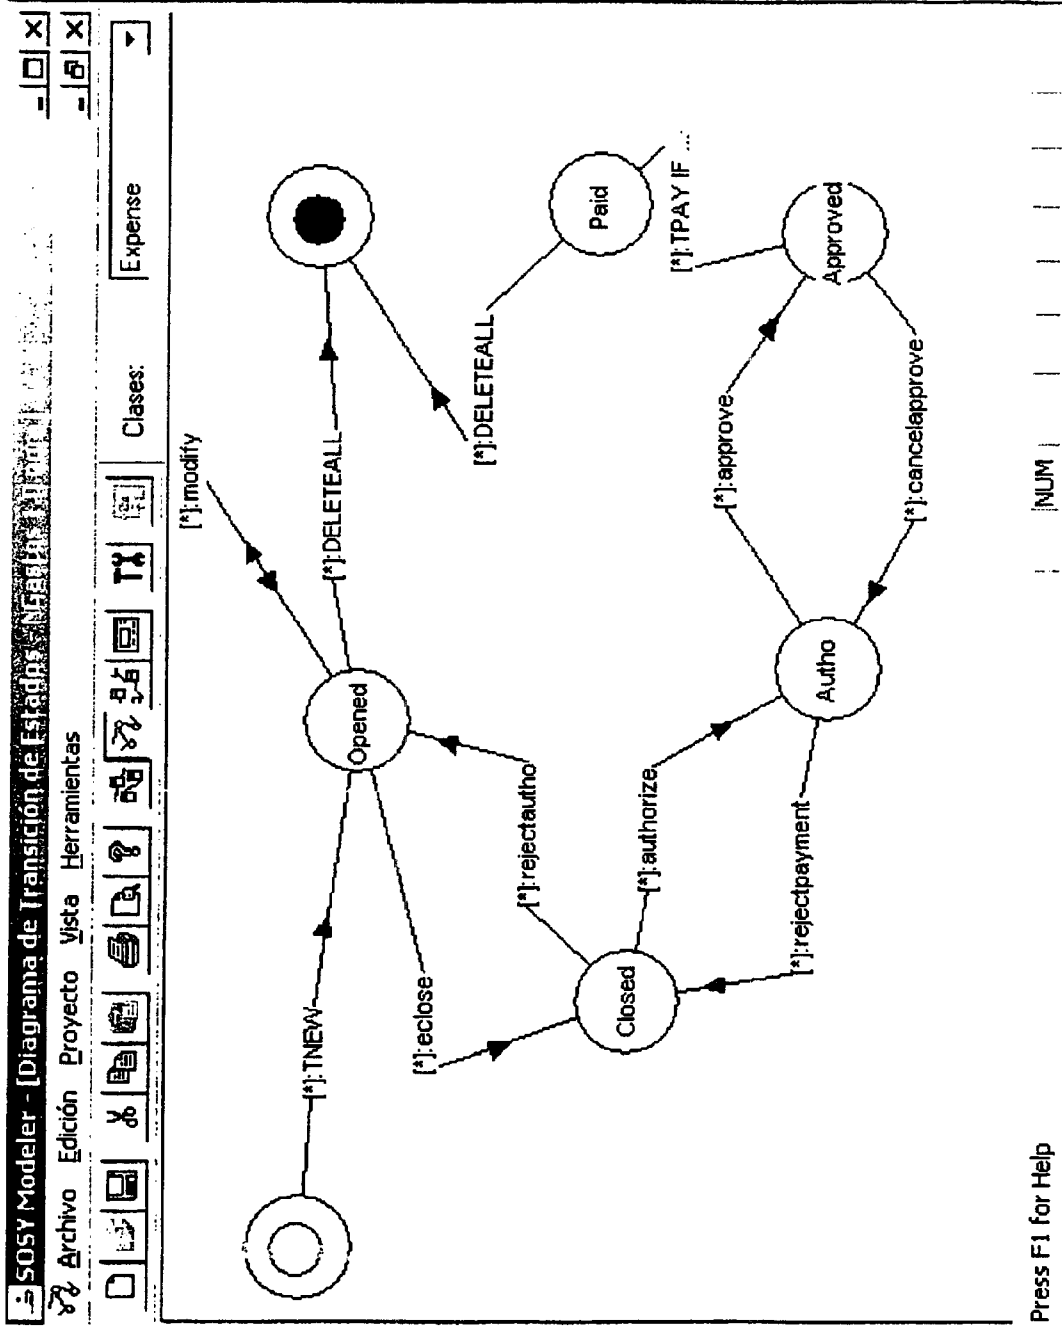 SOSY Modeler - [Diagrama de Transición de Estados
Archivo Edición Proyecto Vista Herramientas
Clases: Expense
[*]:modify
[*]:TNEW
[*]:DELETEALL
Opened
[*]:eclose
[*]:rejectautho
[*]:DELETEALL
Paid
Closed
[*]:authorize
[*]:TPAY IF ...
[*]:approve
[*]:rejectpayment
Autho
Approved
[*]:cancelapprove
Press F1 for Help
NUM